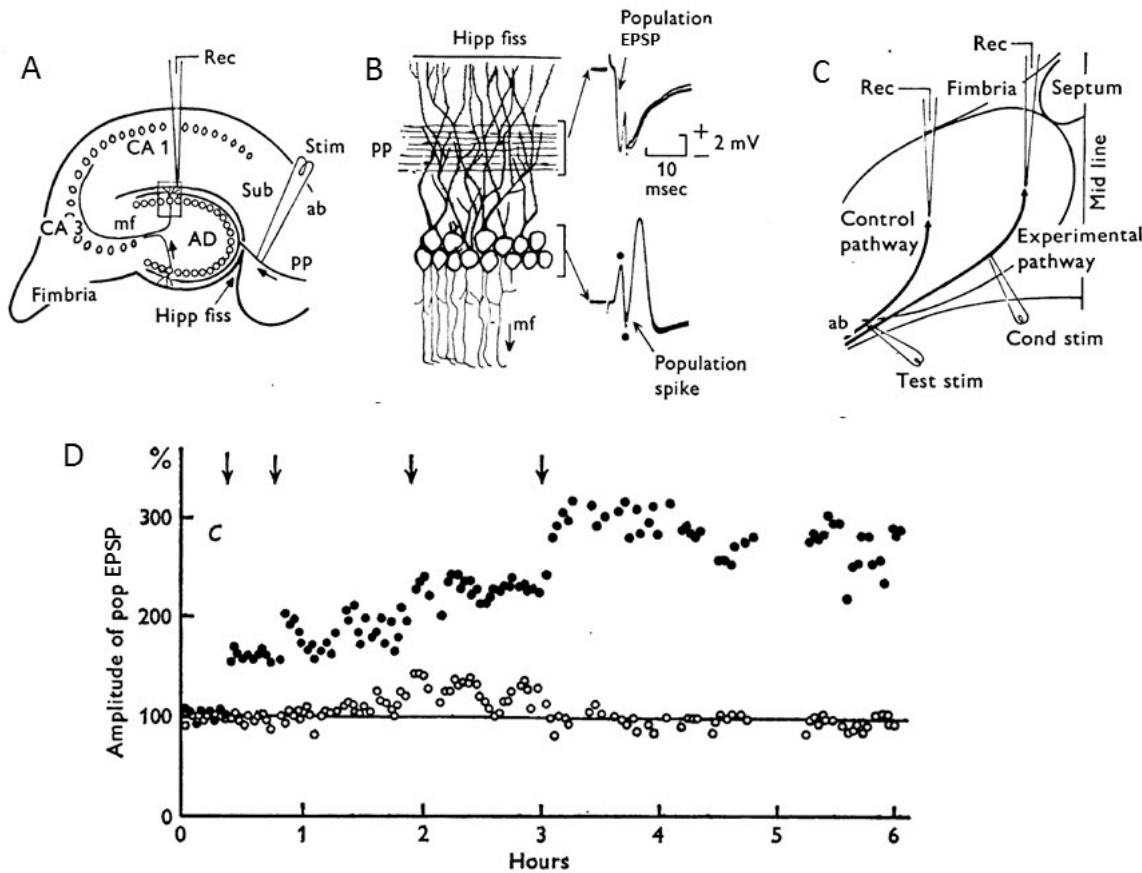 A
Rec
CA 1
Stim
Sub
ab
mf
CA 3
AD
PP
Fimbria
Hipp fiss
B
Hipp fiss
Population
EPSP
PP
+
– 2 mV
10
msec
mf
Population
spike
C
Rec
Rec
Fimbria
Septum
Mid line
Control
pathway
Experimental
pathway
ab
Cond stim
Test stim
D
%
C
300
200
100
0
Amplitude of pop EPSP
0 1 2 3 4 5 6
Hours